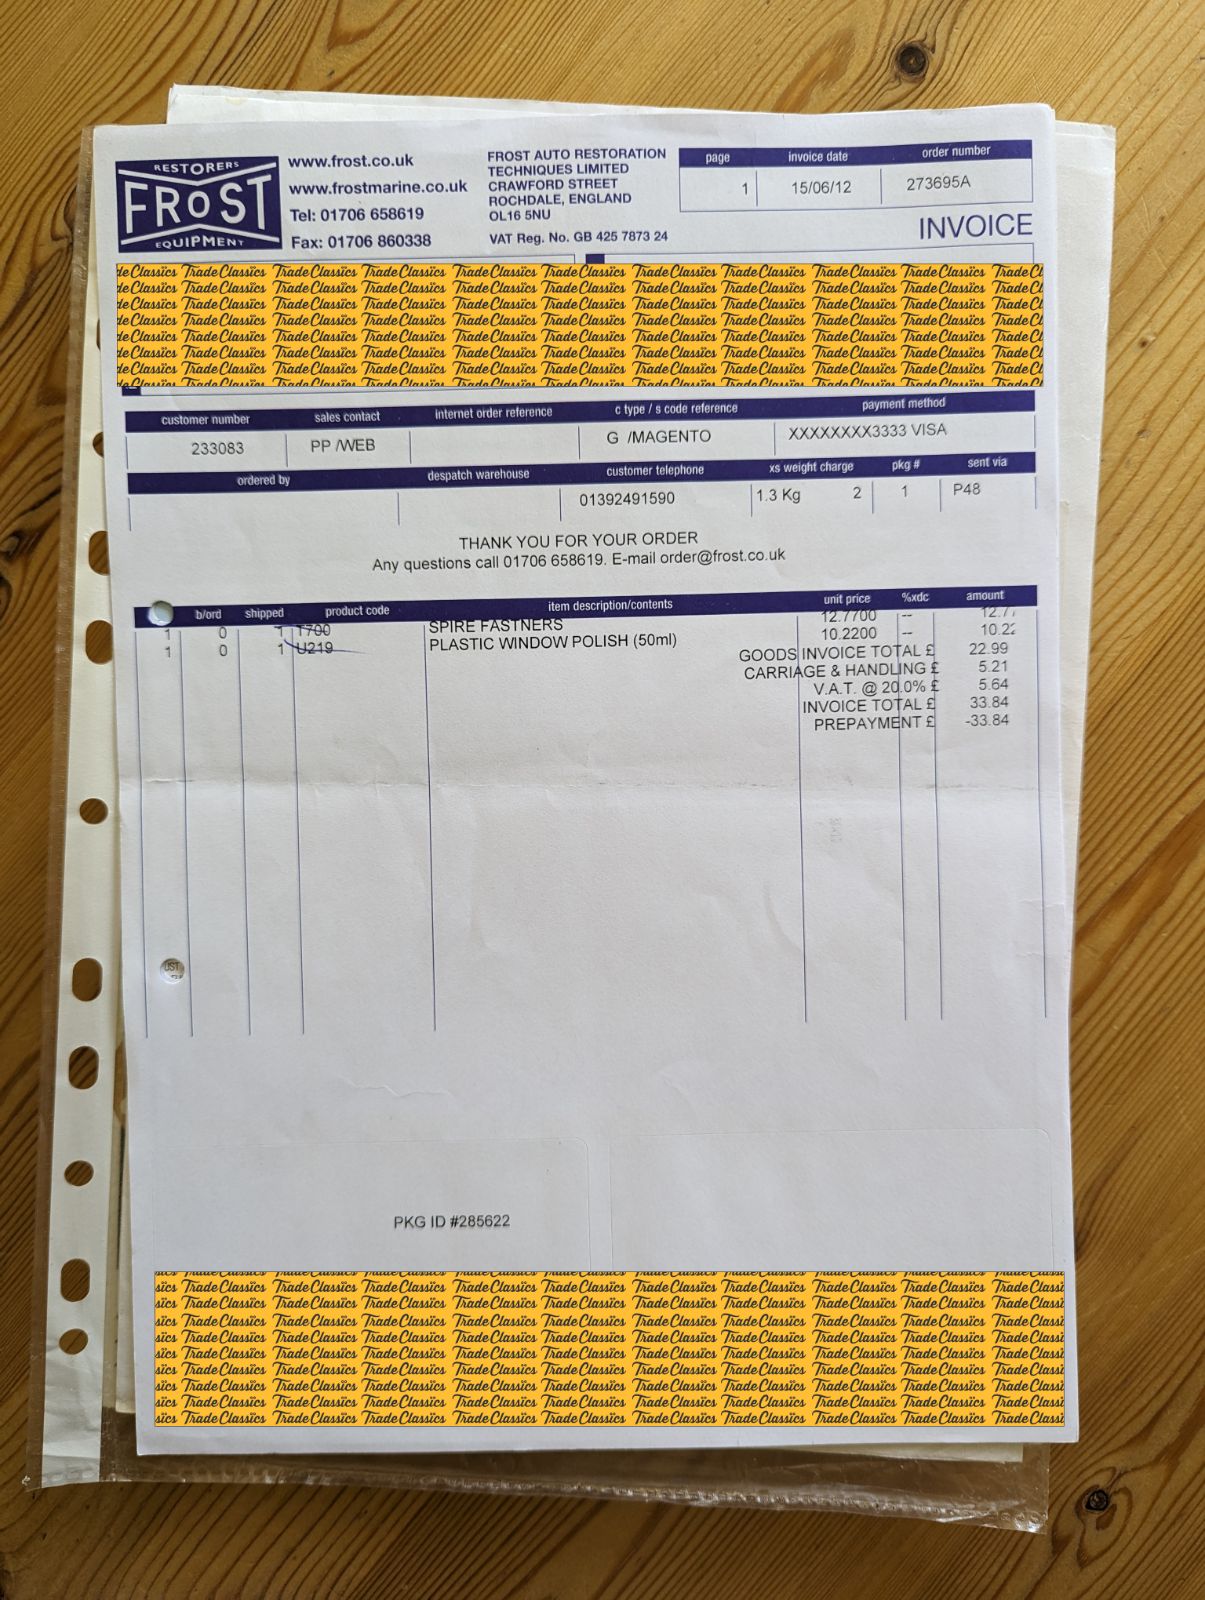 RESTORERS
FROST
EQUIPMENT
www.frost.co.uk
www.frostmarine.co.uk
Tel: 01706 658619
Fax: 01706 860338
FROST AUTO RESTORATION
TECHNIQUES LIMITED
CRAWFORD STREET
ROCHDALE, ENGLAND
OL16 5NU
VAT Reg. No. GB 425 7873 24
page invoice date order number
1 15/06/12 273695A
INVOICE
Trade Classics
customer number sales contact internet order reference c type / s code reference payment method
233083 PP /WEB G /MAGENTO XXXXXXXX3333 VISA
ordered by despatch warehouse customer telephone xs weight charge pkg # sent via
01392491590 1.3 Kg 2 1 P48
THANK YOU FOR YOUR ORDER
Any questions call 01706 658619. E-mail order@frost.co.uk
b/ord shipped product code item description/contents unit price %xdc amount
1 0 1 T700 SPIRE FASTNERS 12.7700 -- 12.77
1 0 1 U219 PLASTIC WINDOW POLISH (50ml) 10.2200 -- 10.22
GOODS INVOICE TOTAL £ 22.99
CARRIAGE & HANDLING £ 5.21
V.A.T. @ 20.0% £ 5.64
INVOICE TOTAL £ 33.84
PREPAYMENT £ -33.84
PKG ID #285622
Trade Classics